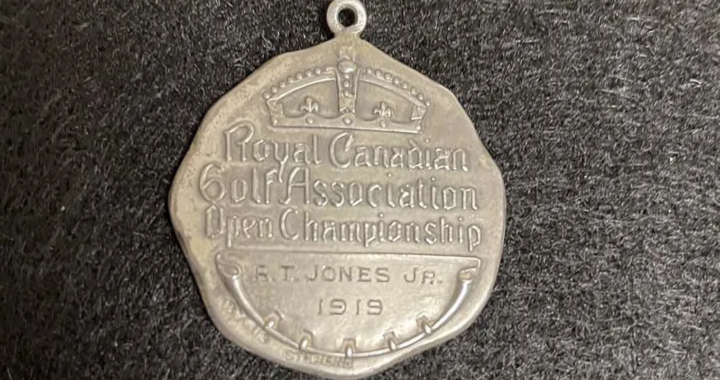 Royal Canadian
Golf Association
Open Championship
R.T. JONES JR.
1919